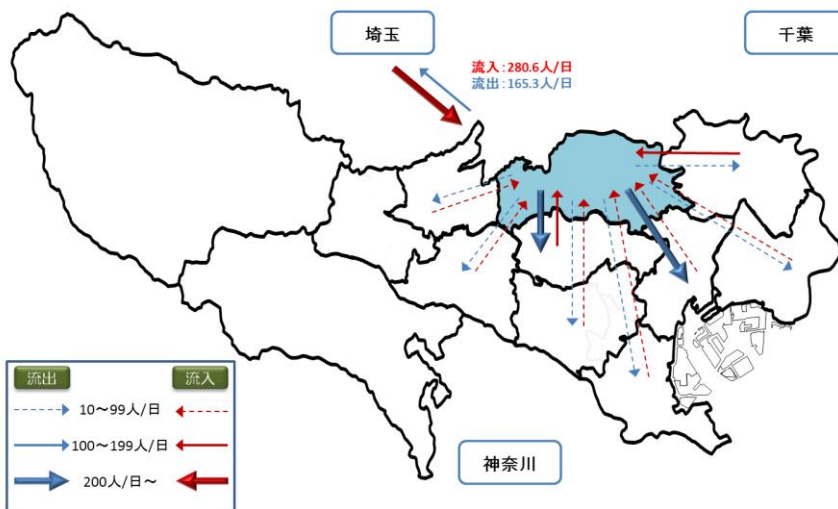 埼玉
千葉
流入：280.6人/日
流出：165.3人/日
流出
流入
10～99人/日
100～199人/日
200人/日～
神奈川